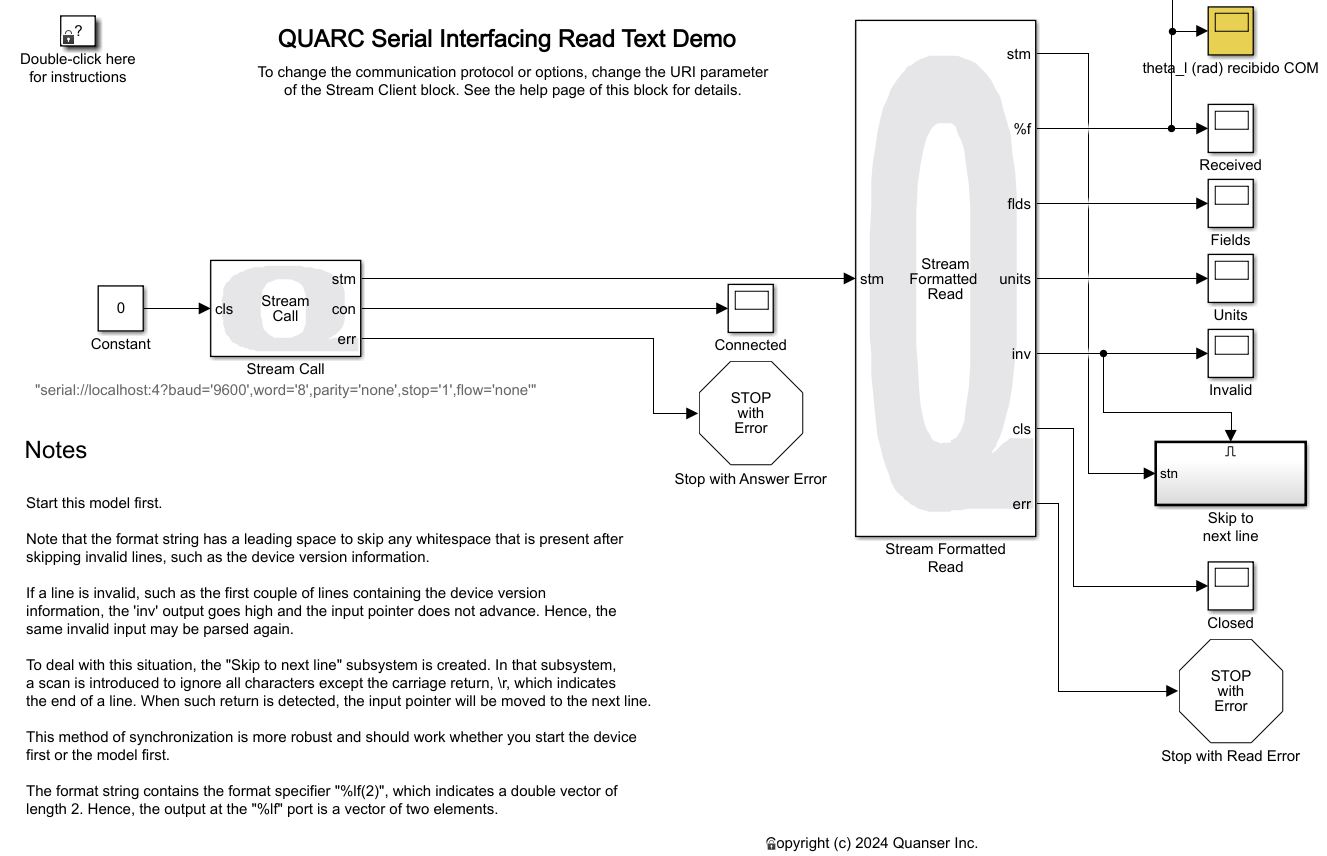 ?
Double-click here
for instructions
QUARC Serial Interfacing Read Text Demo
To change the communication protocol or options, change the URI parameter
of the Stream Client block. See the help page of this block for details.
0
Constant
cls
Stream
Call
stm
con
err
Stream Call
"serial://localhost:4?baud='9600',word='8',parity='none',stop='1',flow='none'"
Connected
STOP
with
Error
Stop with Answer Error
stm
Stream
Formatted
Read
stm
%f
flds
units
inv
cls
err
Stream Formatted
Read
theta_l (rad) recibido COM
Received
Fields
Units
Invalid
stn
Skip to
next line
Closed
STOP
with
Error
Stop with Read Error
Notes
Start this model first.
Note that the format string has a leading space to skip any whitespace that is present after
skipping invalid lines, such as the device version information.
If a line is invalid, such as the first couple of lines containing the device version
information, the 'inv' output goes high and the input pointer does not advance. Hence, the
same invalid input may be parsed again.
To deal with this situation, the "Skip to next line" subsystem is created. In that subsystem,
a scan is introduced to ignore all characters except the carriage return, \r, which indicates
the end of a line. When such return is detected, the input pointer will be moved to the next line.
This method of synchronization is more robust and should work whether you start the device
first or the model first.
The format string contains the format specifier "%lf(2)", which indicates a double vector of
length 2. Hence, the output at the "%lf" port is a vector of two elements.
Copyright (c) 2024 Quanser Inc.